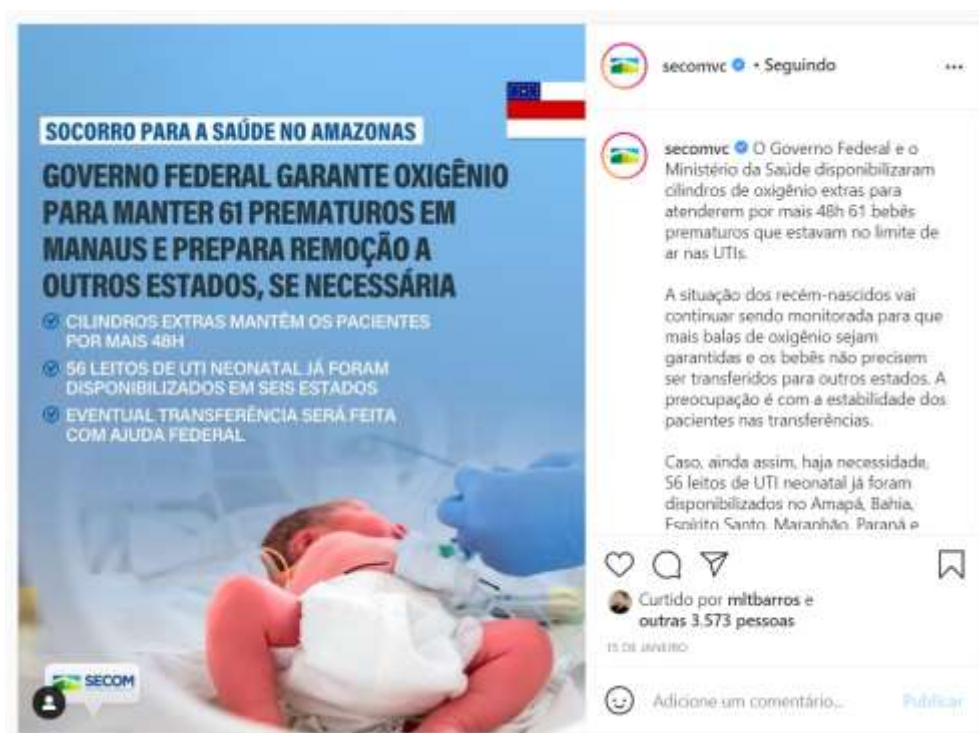 SOCORRO PARA A SAÚDE NO AMAZONAS
GOVERNO FEDERAL GARANTE OXIGÊNIO
PARA MANTER 61 PREMATUROS EM
MANAUS E PREPARA REMOÇÃO A
OUTROS ESTADOS, SE NECESSÁRIA
CILINDROS EXTRAS MANTÊM OS PACIENTES
POR MAIS 48H
56 LEITOS DE UTI NEONATAL JÁ FORAM
DISPONIBILIZADOS EM SEIS ESTADOS
EVENTUAL TRANSFERÊNCIA SERÁ FEITA
COM AJUDA FEDERAL
SECOM
secomvc • Seguindo
secomvc O Governo Federal e o
Ministério da Saúde disponibilizaram
cilindros de oxigênio extras para
atenderem por mais 48h 61 bebês
prematuros que estavam no limite de
ar nas UTIs.
A situação dos recém-nascidos vai
continuar sendo monitorada para que
mais balas de oxigênio sejam
garantidas e os bebês não precisem
ser transferidos para outros estados. A
preocupação é com a estabilidade dos
pacientes nas transferências.
Caso, ainda assim, haja necessidade,
56 leitos de UTI neonatal já foram
disponibilizados no Amapá, Bahia,
Espírito Santo, Maranhão, Paraná e
Curtido por mltbarros e
outras 3.573 pessoas
15 DE JANEIRO
Adicione um comentário...
Publicar